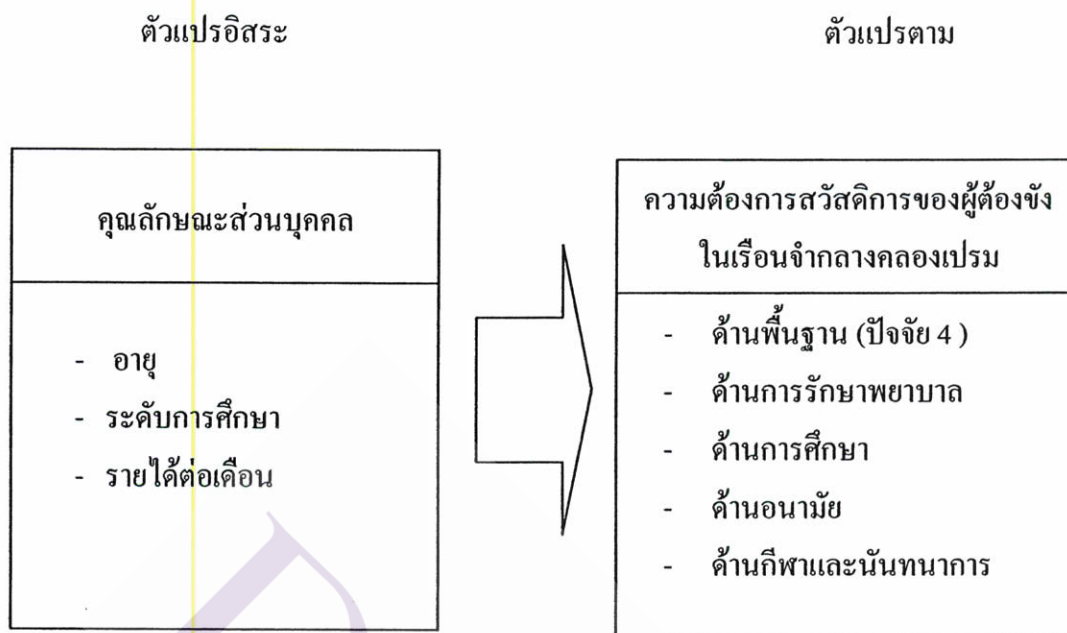 ตัวแปรอิสระ
ตัวแปรตาม
คุณลักษณะส่วนบุคคล
- อายุ
- ระดับการศึกษา
- รายได้ต่อเดือน
ความต้องการสวัสดิการของผู้ต้องขัง
ในเรือนจำกลางคลองเปรม
- ด้านพื้นฐาน (ปัจจัย 4 )
- ด้านการรักษาพยาบาล
- ด้านการศึกษา
- ด้านอนามัย
- ด้านกีฬาและนันทนาการ